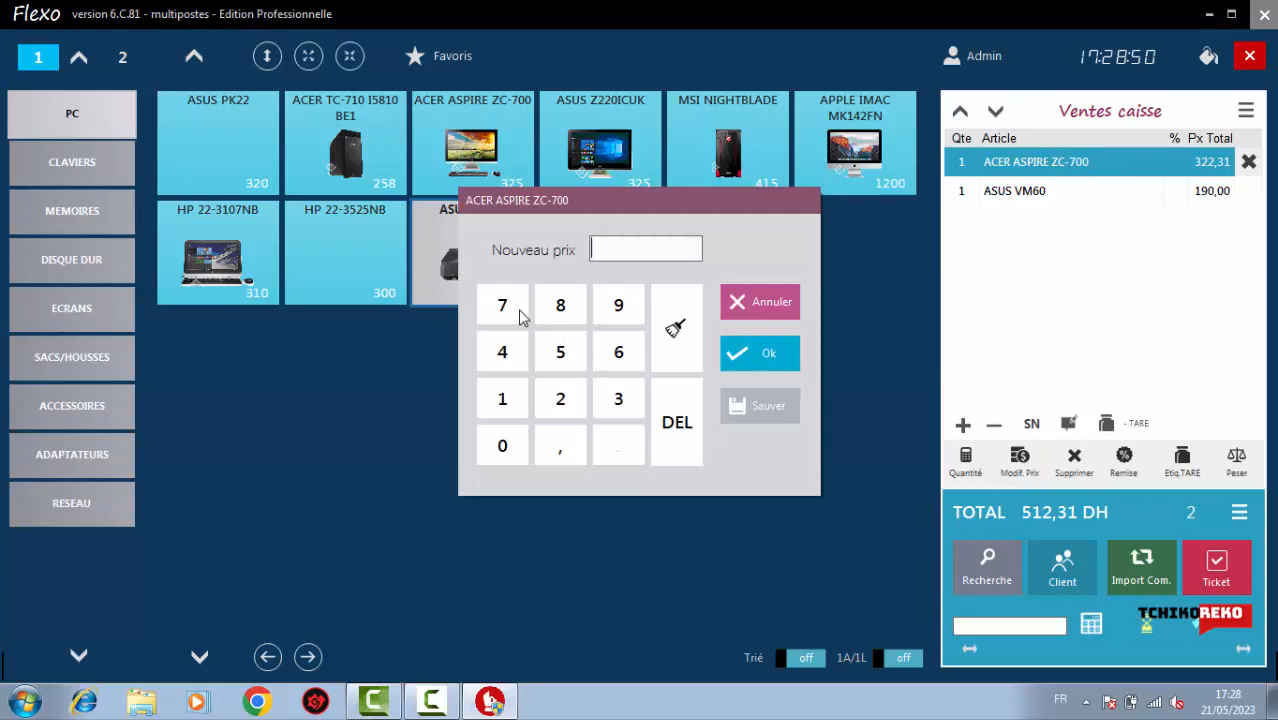 Flexo version 6.C.81 - multipostes - Edition Professionnelle
1 2 Favoris Admin 17:28:50
PC
CLAVIERS
MEMOIRES
DISQUE DUR
ECRANS
SACS/HOUSSES
ACCESSOIRES
ADAPTATEURS
RESEAU
ASUS PK22
320
ACER TC-710 I5810
BE1
258
ACER ASPIRE ZC-700
325
ASUS Z220ICUK
325
MSI NIGHTBLADE
415
APPLE IMAC
MK142FN
1200
HP 22-3107NB
310
HP 22-3525NB
300
ASU
ACER ASPIRE ZC-700
Nouveau prix
7 8 9
4 5 6
1 2 3
DEL
0 ,
Annuler
Ok
Sauver
Ventes caisse
Qte Article % Px Total
1 ACER ASPIRE ZC-700 322,31
1 ASUS VM60 190,00
SN - TARE
Quantité Modif. Prix Supprimer Remise Etiq.TARE Peser
TOTAL 512,31 DH 2
Recherche Client Import Com. Ticket
TCHIKOREKO
Trié off 1A/1L off
FR 17:28
21/05/2023